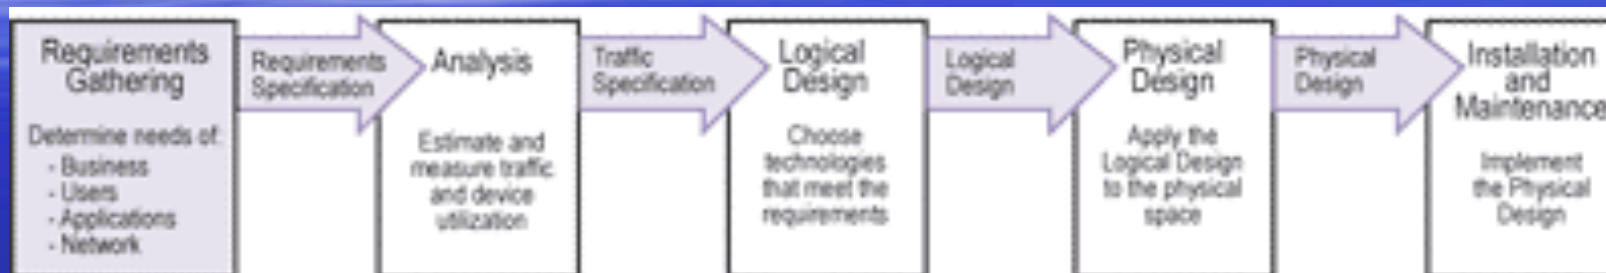 Requirements
Gathering
Determine needs of:
- Business
- Users
- Applications
- Network
Requirements
Specification
Analysis
Estimate and
measure traffic
and device
utilization
Traffic
Specification
Logical
Design
Choose
technologies
that meet the
requirements
Logical
Design
Physical
Design
Apply the
Logical Design
to the physical
space
Physical
Design
Installation
and
Maintenance
Implement
the Physical
Design